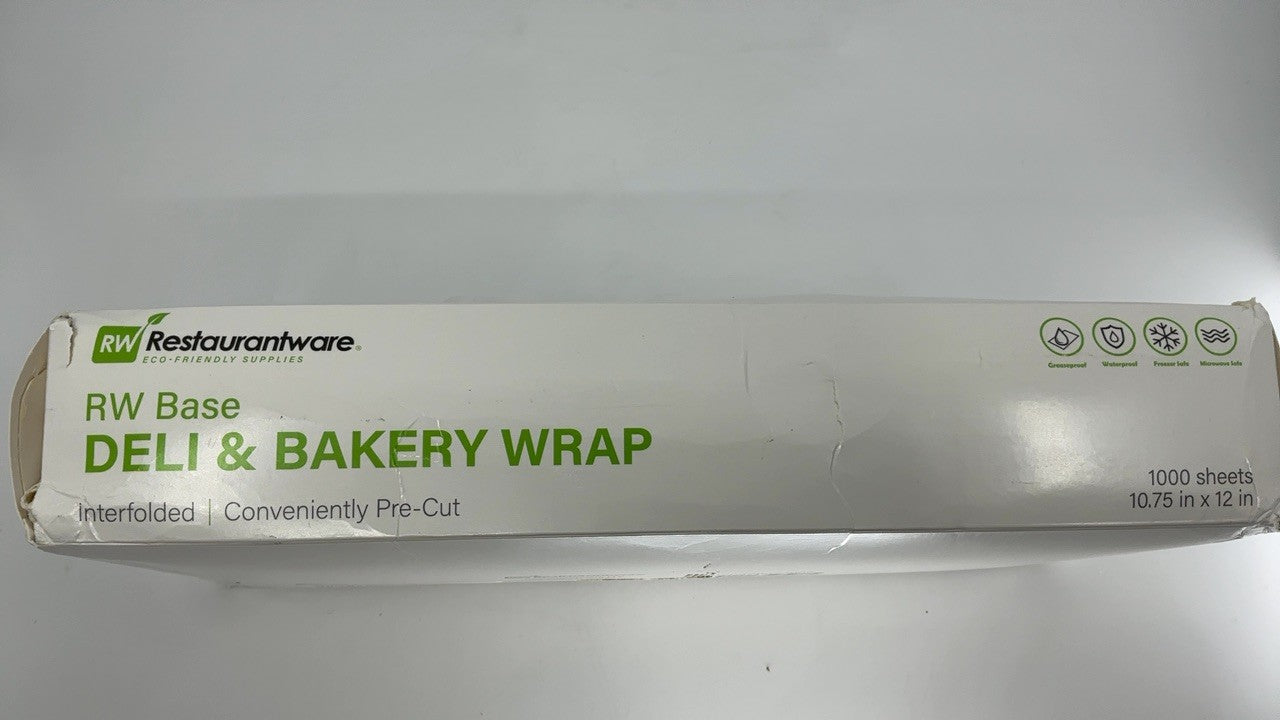 RW Restaurantware®
ECO-FRIENDLY SUPPLIES
Greaseproof Waterproof Freezer Safe Microwave Safe
RW Base
DELI & BAKERY WRAP
Interfolded | Conveniently Pre-Cut
1000 sheets
10.75 in x 12 in